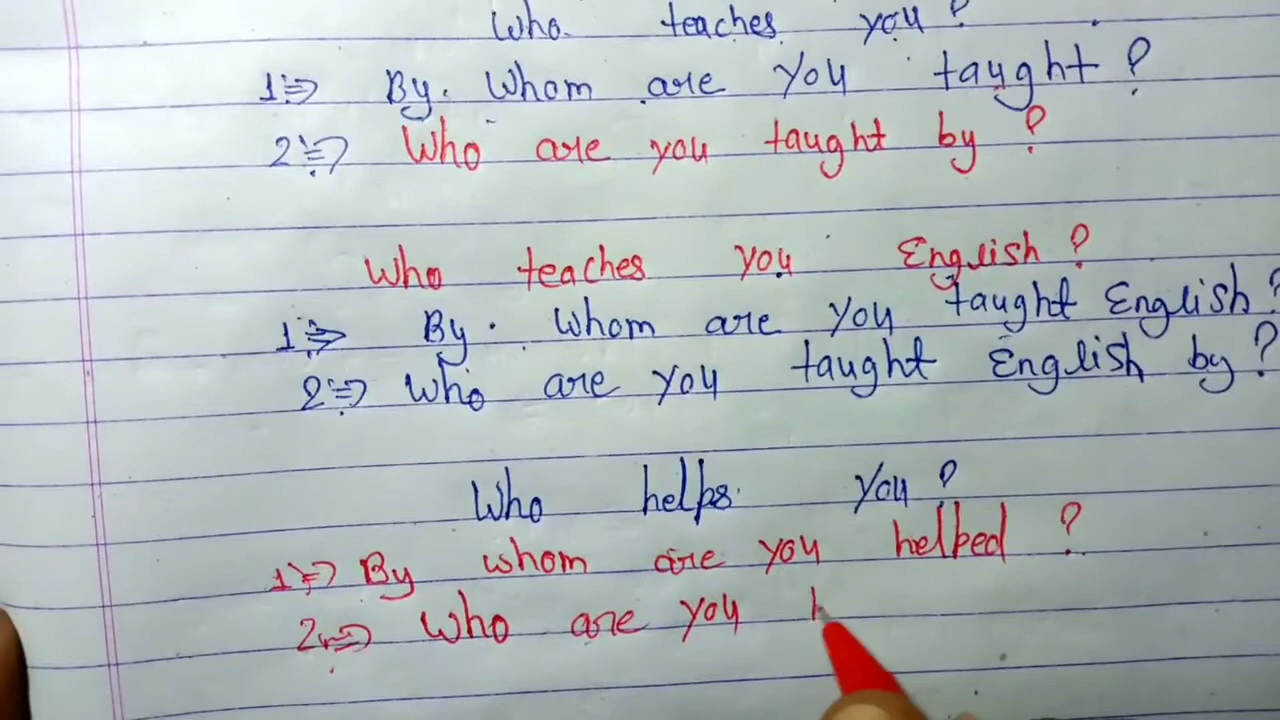 Who teaches you?
1⇒ By whom are you taught?
2⇒ Who are you taught by?
Who teaches you English?
1⇒ By whom are you taught English?
2⇒ Who are you taught English by?
Who helps you?
1⇒ By whom are you helped?
2⇒ Who are you h